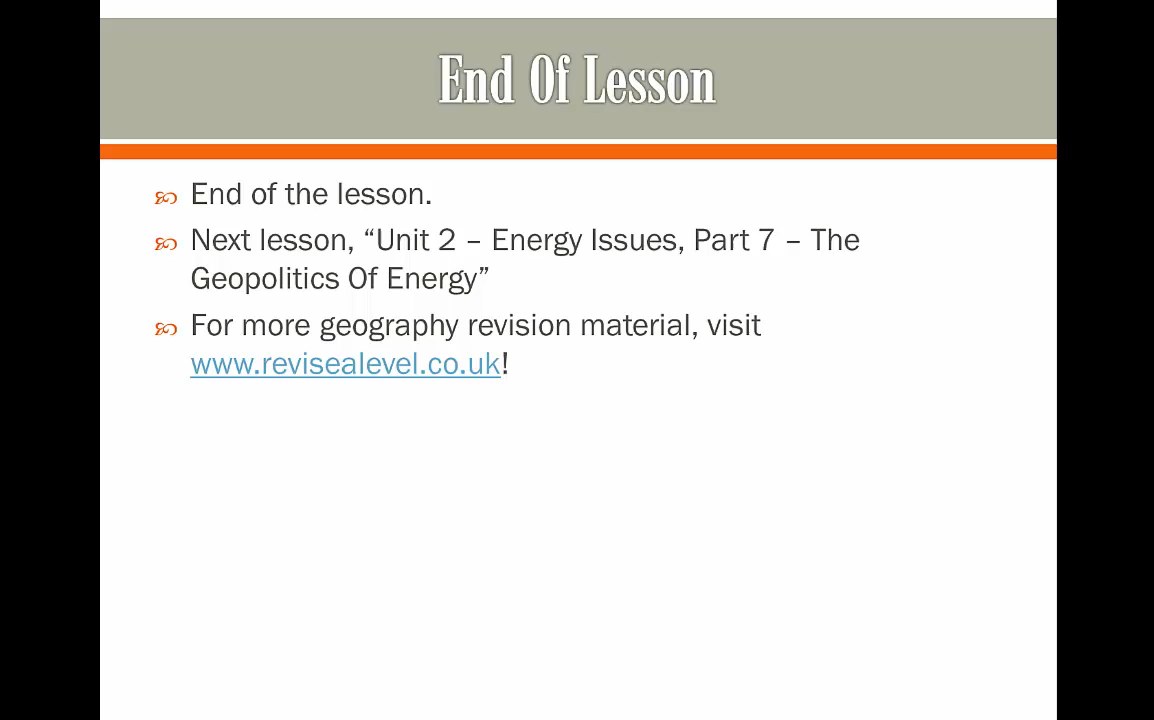 End Of Lesson
End of the lesson.
Next lesson, “Unit 2 – Energy Issues, Part 7 – The
Geopolitics Of Energy”
For more geography revision material, visit
www.revisealevel.co.uk!